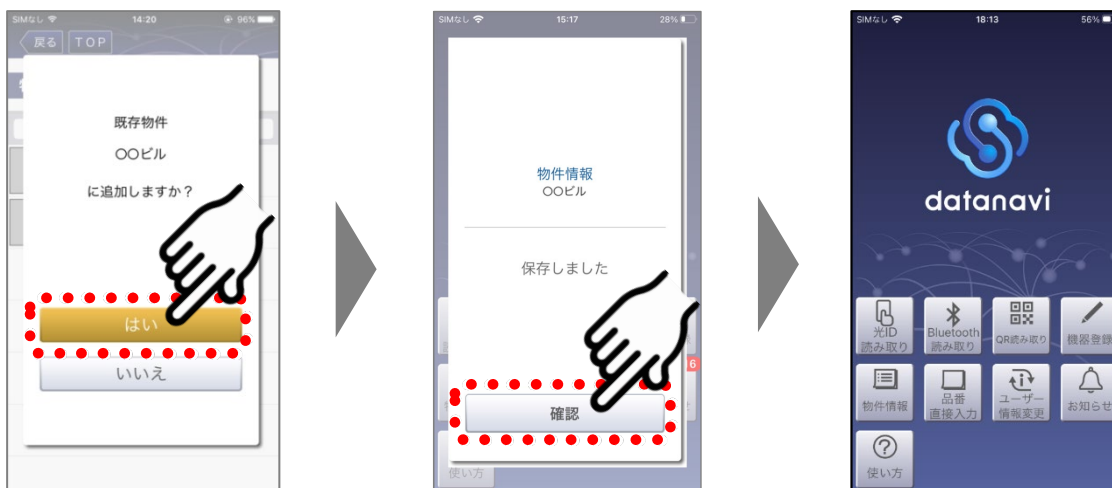 SIMなし 14:20 96%
戻る TOP
既存物件
〇〇ビル
に追加しますか？
はい
いいえ
SIMなし 15:17 28%
物件情報
〇〇ビル
保存しました
6
確認
使い方
SIMなし 18:13 56%
datanavi
光ID
読み取り
Bluetooth
読み取り
QR読み取り
機器登録
物件情報
品番
直接入力
ユーザー
情報変更
お知らせ
使い方